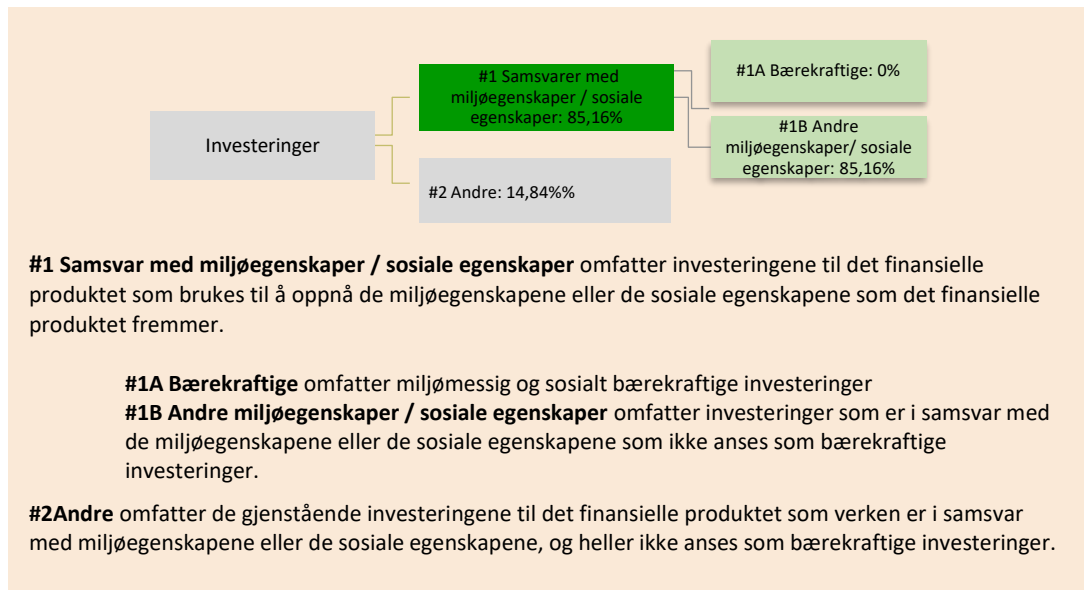 Investeringer
#1 Samsvarer med
miljøegenskaper / sosiale
egenskaper: 85,16%
#2 Andre: 14,84%%
#1A Bærekraftige: 0%
#1B Andre
miljøegenskaper/ sosiale
egenskaper: 85,16%
#1 Samsvar med miljøegenskaper / sosiale egenskaper omfatter investeringene til det finansielle
produktet som brukes til å oppnå de miljøegenskapene eller de sosiale egenskapene som det finansielle
produktet fremmer.
#1A Bærekraftige omfatter miljømessig og sosialt bærekraftige investeringer
#1B Andre miljøegenskaper / sosiale egenskaper omfatter investeringer som er i samsvar med
de miljøegenskapene eller de sosiale egenskapene som ikke anses som bærekraftige
investeringer.
#2Andre omfatter de gjenstående investeringene til det finansielle produktet som verken er i samsvar
med miljøegenskapene eller de sosiale egenskapene, og heller ikke anses som bærekraftige investeringer.